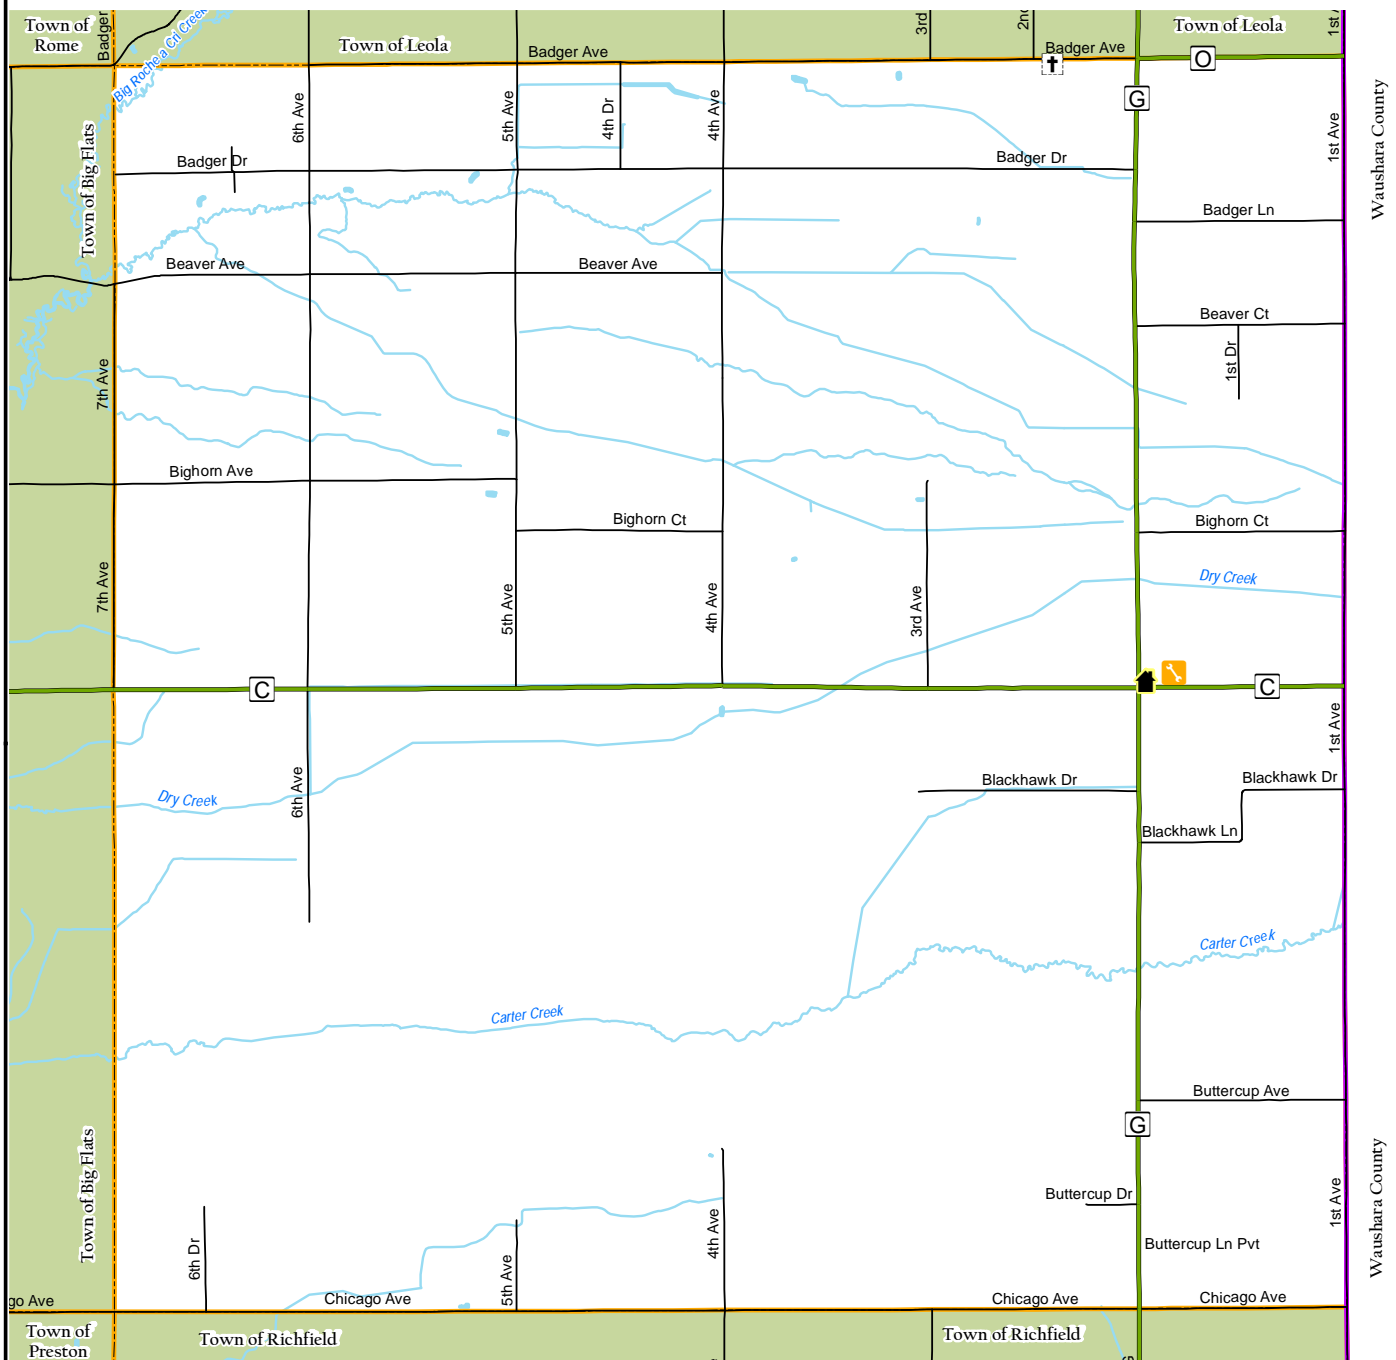 Town of
Rome
Badger
Big Roche a Cri Creek
Town of Leola
3rd
2nd
Town of Leola
1st A
Badger Ave
Badger Ave
O
G
6th Ave
5th Ave
4th Dr
4th Ave
1st Ave
Waushara County
Town of Big Flats
Badger Dr
Badger Dr
Badger Ln
Beaver Ave
Beaver Ave
Beaver Ct
1st Dr
7th Ave
Bighorn Ave
Bighorn Ct
Bighorn Ct
7th Ave
5th Ave
4th Ave
3rd Ave
Dry Creek
C
C
1st Ave
6th Ave
Dry Creek
Blackhawk Dr
Blackhawk Dr
Blackhawk Ln
Carter Creek
Carter Creek
Buttercup Ave
G
Town of Big Flats
Buttercup Dr
1st Ave
Waushara County
6th Dr
5th Ave
4th Ave
Buttercup Ln Pvt
go Ave
Chicago Ave
Chicago Ave
Chicago Ave
Town of
Preston
Town of Richfield
Town of Richfield